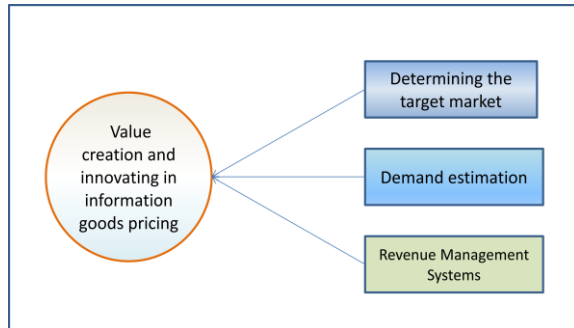 Value
creation and
innovating in
information
goods pricing
Determining the
target market
Demand estimation
Revenue Management
Systems